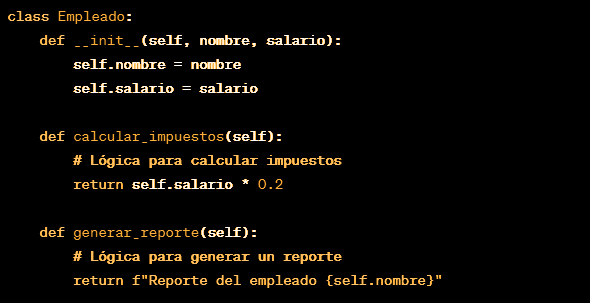 class Empleado:
    def __init__(self, nombre, salario):
        self.nombre = nombre
        self.salario = salario

    def calcular_impuestos(self):
        # Lógica para calcular impuestos
        return self.salario * 0.2

    def generar_reporte(self):
        # Lógica para generar un reporte
        return f"Reporte del empleado {self.nombre}"